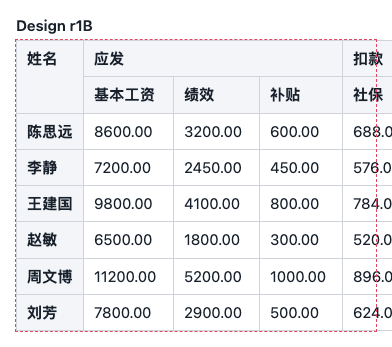 Design r1B
姓名 应发 扣款
基本工资 绩效 补贴 社保
陈思远 8600.00 3200.00 600.00 688.0
李静 7200.00 2450.00 450.00 576.0
王建国 9800.00 4100.00 800.00 784.0
赵敏 6500.00 1800.00 300.00 520.0
周文博 11200.00 5200.00 1000.00 896.0
刘芳 7800.00 2900.00 500.00 624.0